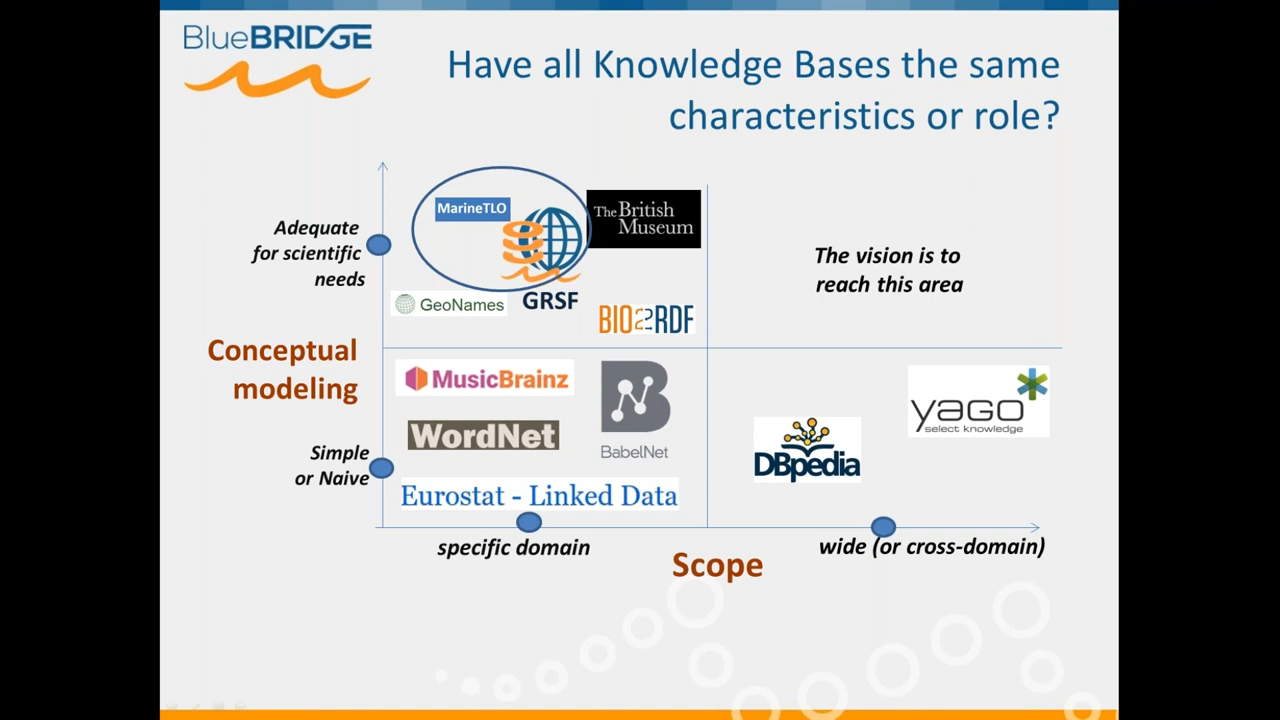 BlueBRIDGE
Have all Knowledge Bases the same
characteristics or role?
Adequate
for scientific
needs
MarineTLO
The British
Museum
The vision is to
reach this area
GeoNames
GRSF
BIO2RDF
Conceptual
modeling
MusicBrainz
WordNet
B
BabelNet
yago
select knowledge
DBpedia
Simple
or Naive
Eurostat - Linked Data
specific domain
wide (or cross-domain)
Scope